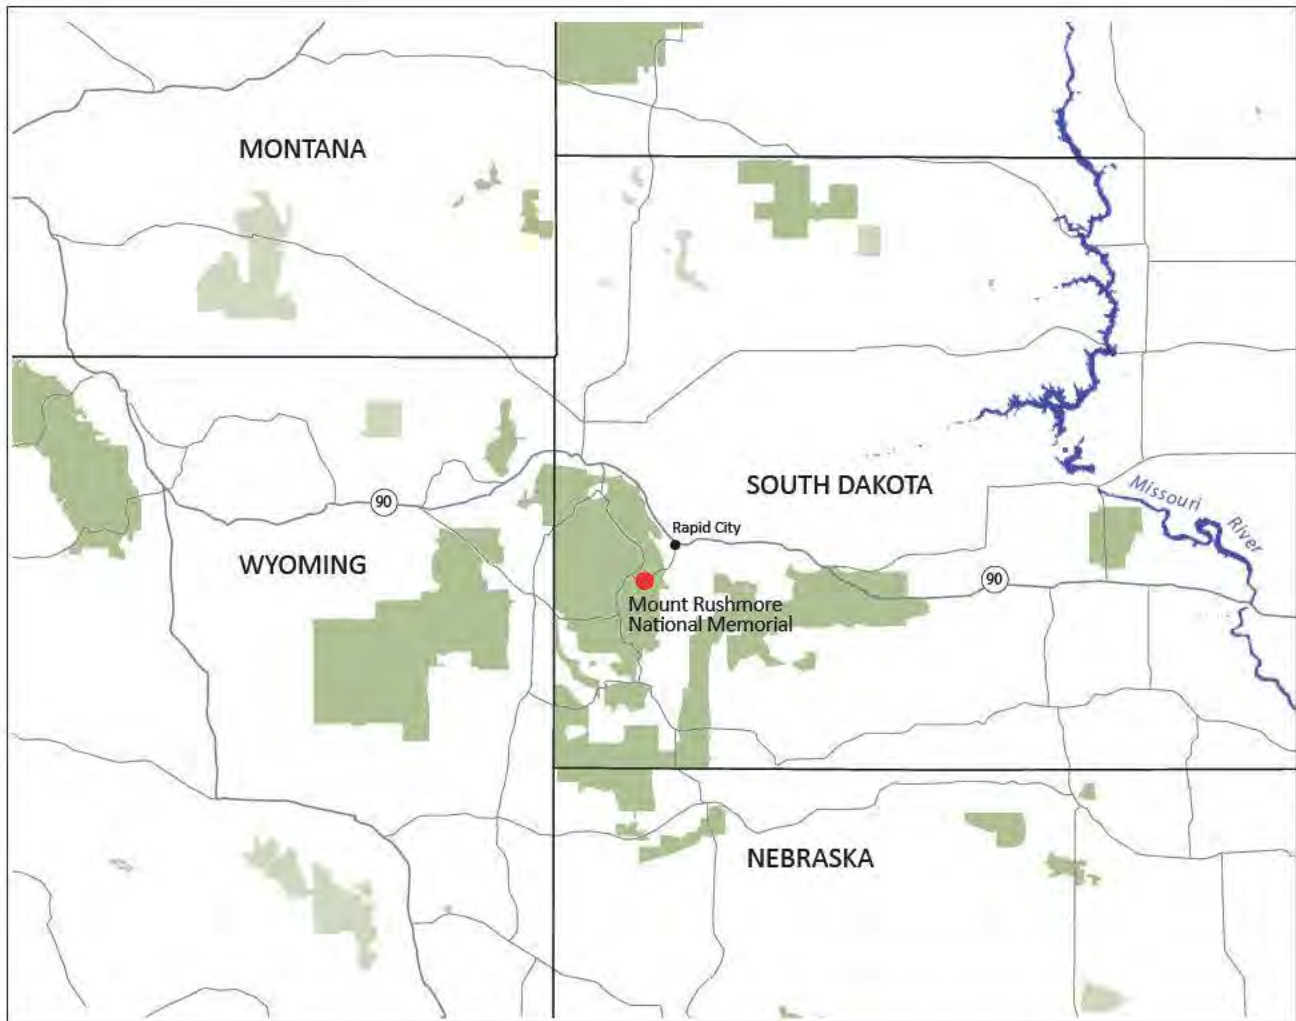 MONTANA
SOUTH DAKOTA
Missouri
River
90
Rapid City
WYOMING
90
Mount Rushmore
National Memorial
NEBRASKA